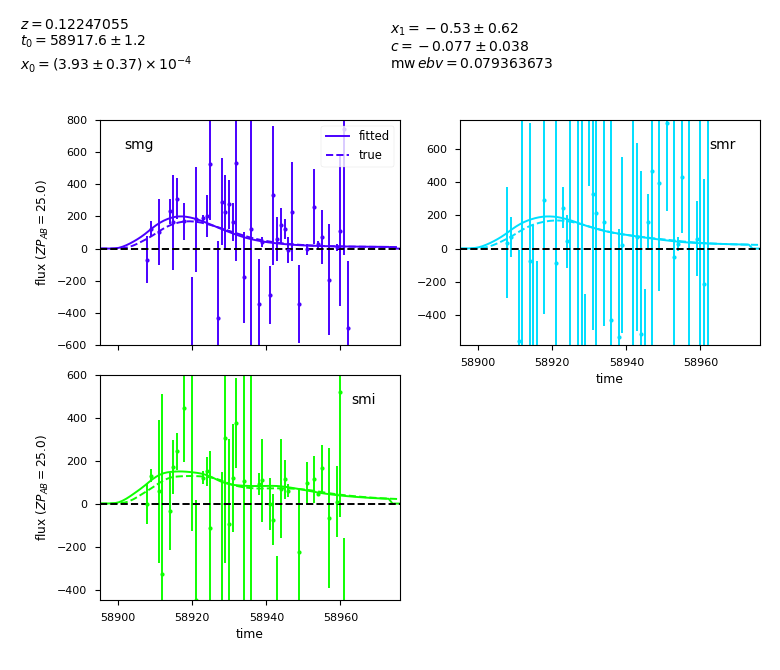 z = 0.12247055
t₀ = 58917.6 ± 1.2
x₀ = (3.93 ± 0.37) × 10⁻⁴
x₁ = −0.53 ± 0.62
c = −0.077 ± 0.038
mw ebv = 0.079363673
smg
fitted
true
800
600
400
200
0
−200
−400
−600
flux (ZP_AB = 25.0)
smr
600
400
200
0
−200
−400
58900
58920
58940
58960
time
smi
600
400
200
0
−200
−400
flux (ZP_AB = 25.0)
58900
58920
58940
58960
time